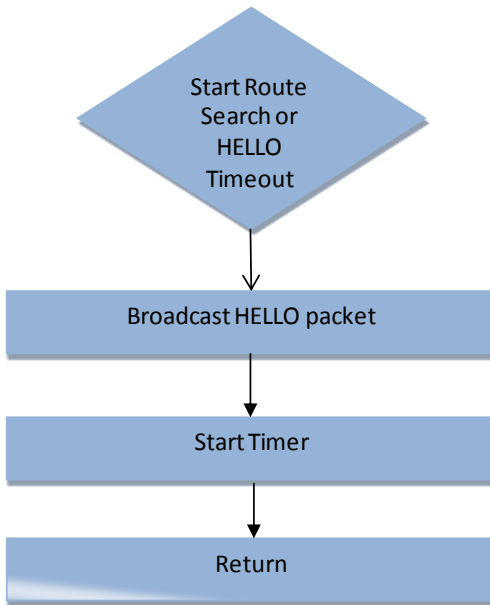 Start Route
Search or
HELLO
Timeout
Broadcast HELLO packet
Start Timer
Return